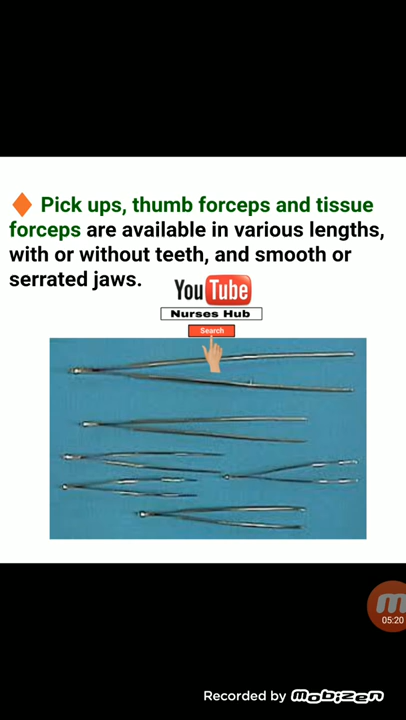 Pick ups, thumb forceps and tissue
forceps are available in various lengths,
with or without teeth, and smooth or
serrated jaws.
YouTube
Nurses Hub
Search
05:20
Recorded by mobizen